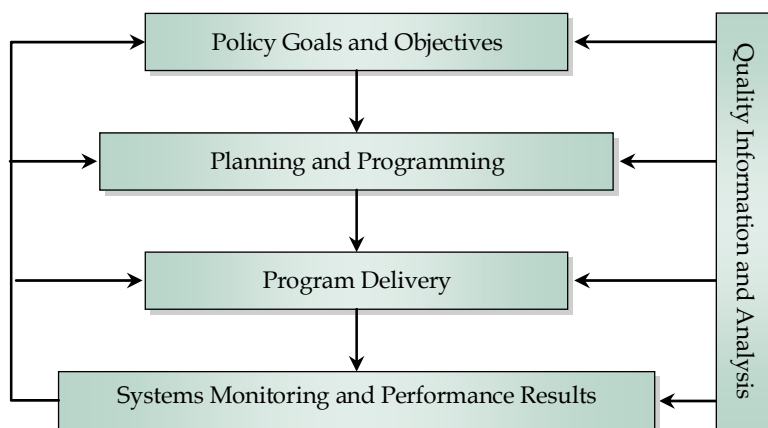 Policy Goals and Objectives
Planning and Programming
Program Delivery
Systems Monitoring and Performance Results
Quality Information and Analysis